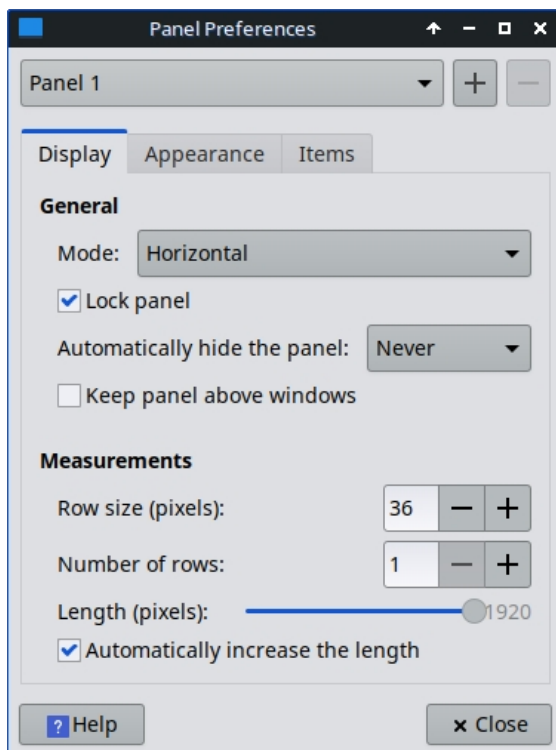 Panel Preferences
Panel 1
Display Appearance Items
General
Mode: Horizontal
Lock panel
Automatically hide the panel: Never
Keep panel above windows
Measurements
Row size (pixels): 36
Number of rows: 1
Length (pixels): 1920
Automatically increase the length
? Help
Close